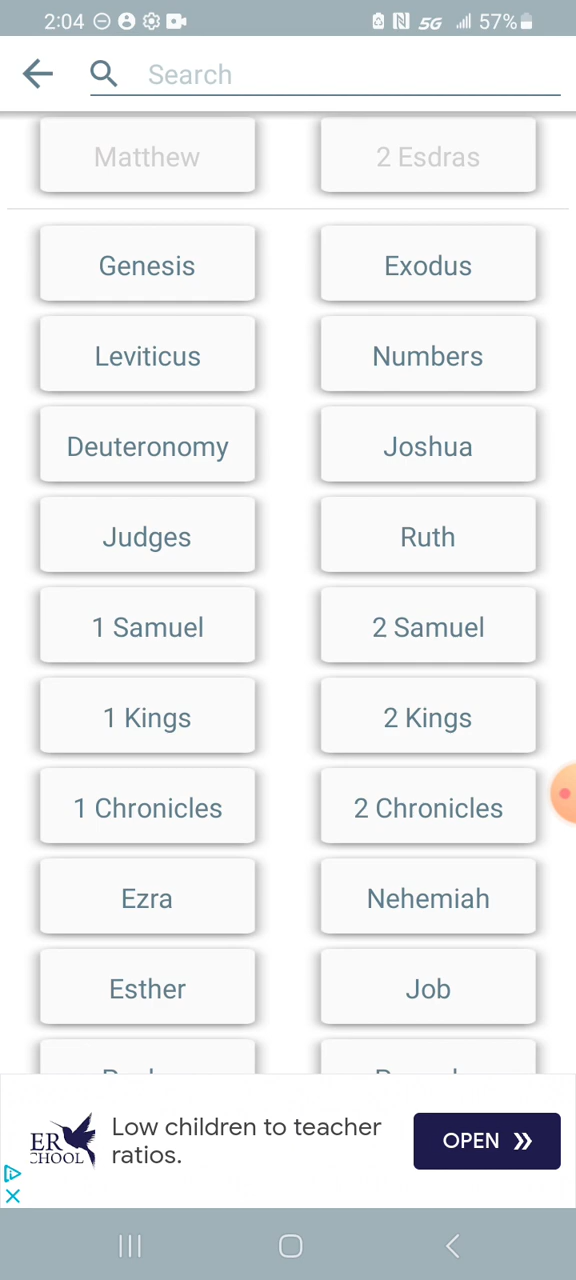 2:04 5G 57%
Search
Matthew 2 Esdras
Genesis Exodus
Leviticus Numbers
Deuteronomy Joshua
Judges Ruth
1 Samuel 2 Samuel
1 Kings 2 Kings
1 Chronicles 2 Chronicles
Ezra Nehemiah
Esther Job
ER
CHOOL
Low children to teacher
ratios.
OPEN